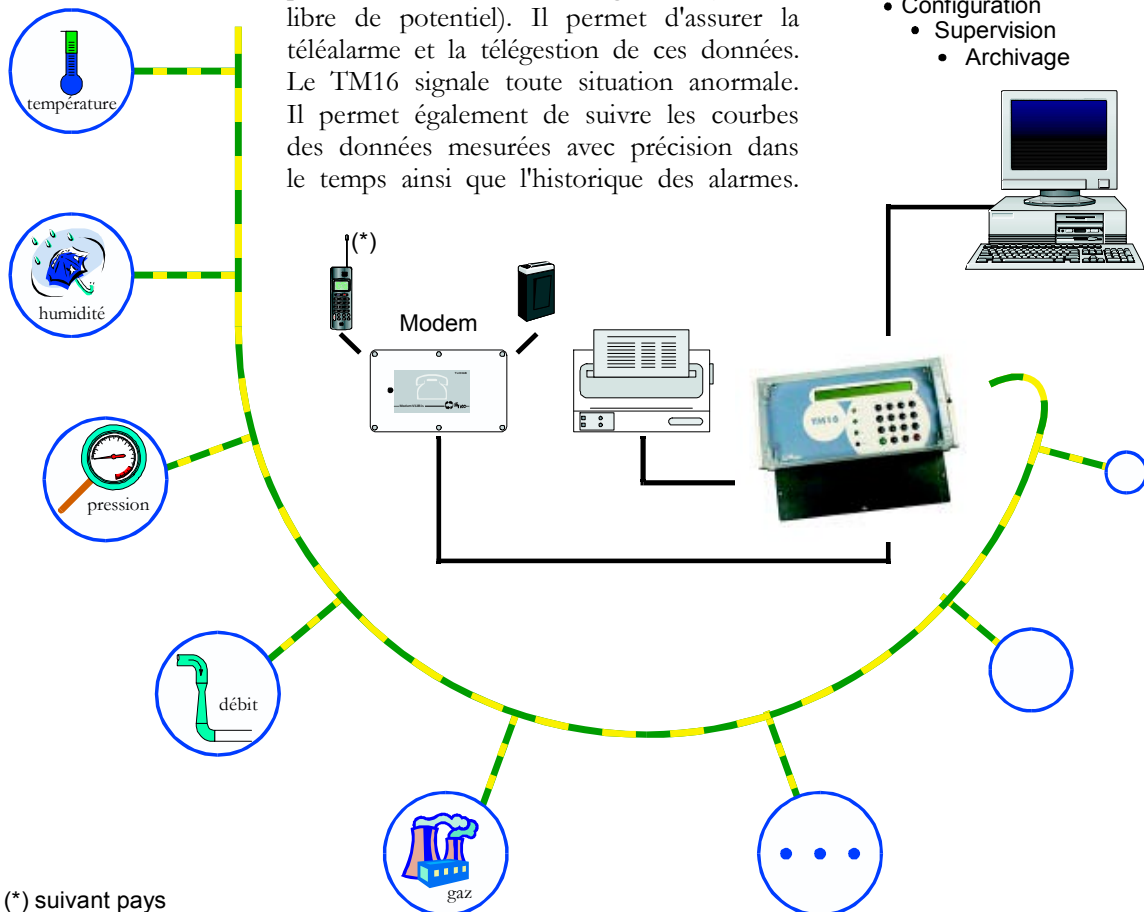 libre de potentiel). Il permet d'assurer la
téléalarme et la télégestion de ces données.
Le TM16 signale toute situation anormale.
Il permet également de suivre les courbes
des données mesurées avec précision dans
le temps ainsi que l'historique des alarmes.
• Configuration
• Supervision
• Archivage
température
humidité
(*)
Modem
TM16
pression
débit
gaz
(*) suivant pays